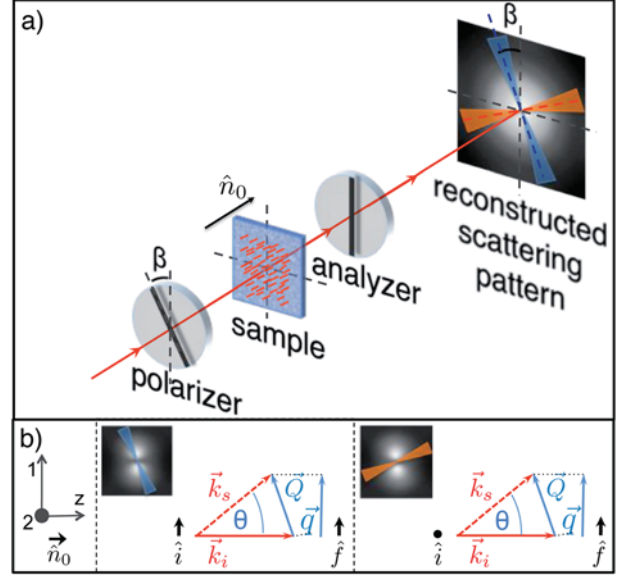 a)
β
β
n̂₀
reconstructed
scattering
pattern
analyzer
sample
polarizer
b)
1
2
z
n̂₀
k⃗ₛ
Q⃗
θ
q⃗
k⃗ᵢ
î
f̂
k⃗ₛ
Q⃗
θ
q⃗
k⃗ᵢ
î
f̂